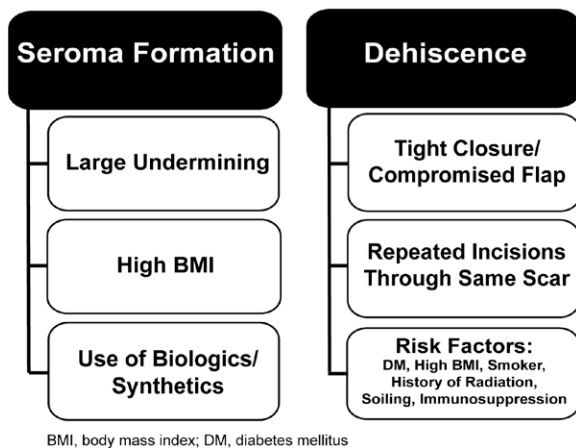 Seroma Formation
Large Undermining
High BMI
Use of Biologics/
Synthetics
Dehiscence
Tight Closure/
Compromised Flap
Repeated Incisions
Through Same Scar
Risk Factors:
DM, High BMI, Smoker,
History of Radiation,
Soiling, Immunosuppression
BMI, body mass index; DM, diabetes mellitus